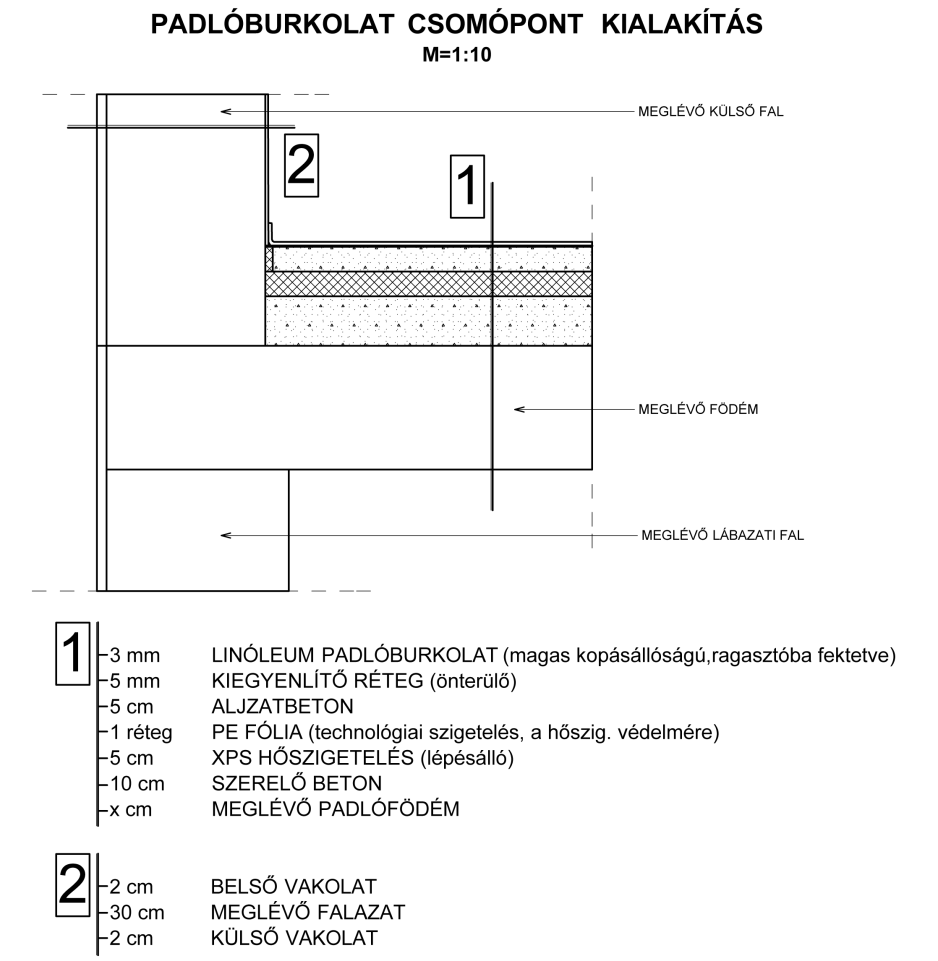 PADLÓBURKOLAT CSOMÓPONT KIALAKÍTÁS
M=1:10
MEGLÉVŐ KÜLSŐ FAL
2
1
MEGLÉVŐ FÖDÉM
MEGLÉVŐ LÁBAZATI FAL
1
3 mm LINÓLEUM PADLÓBURKOLAT (magas kopásállóságú,ragasztóba fektetve)
5 mm KIEGYENLÍTŐ RÉTEG (önterülő)
5 cm ALJZATBETON
1 réteg PE FÓLIA (technológiai szigetelés, a hőszig. védelmére)
5 cm XPS HŐSZIGETELÉS (lépésálló)
10 cm SZERELŐ BETON
x cm MEGLÉVŐ PADLÓFÖDÉM
2
2 cm BELSŐ VAKOLAT
30 cm MEGLÉVŐ FALAZAT
2 cm KÜLSŐ VAKOLAT